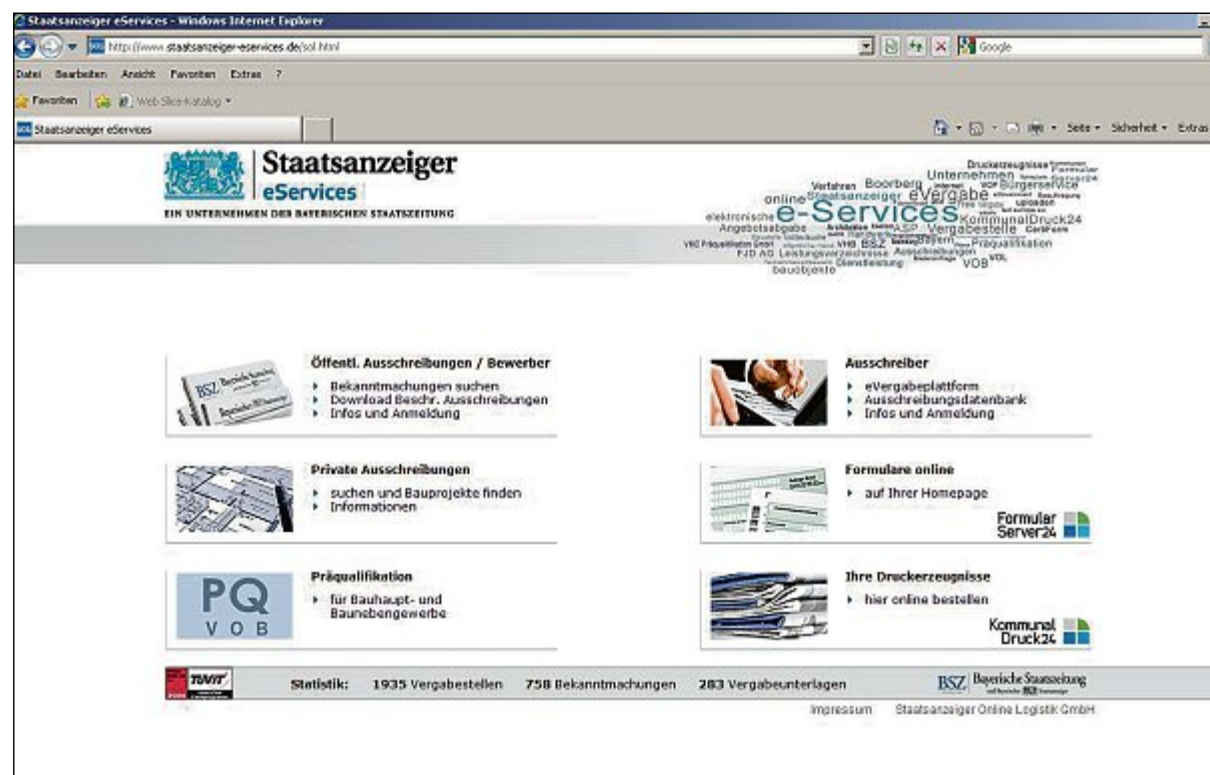 Staatsanzeiger eServices - Windows Internet Explorer
http://www.staatsanzeiger-eservices.de/sol.html
Google
Datei Bearbeiten Ansicht Favoriten Extras ?
Favoriten Web Slice-Katalog
Staatsanzeiger eServices
Seite Sicherheit Extras
Staatsanzeiger
eServices
EIN UNTERNEHMEN DER BAYERISCHEN STAATSZEITUNG
Druckerzeugnisse
Unternehmen Server24
Verfahren Boorberg Bürgerservice
online Staatsanzeiger eVergabe uploaden
elektronische e-Services KommunalDruck24
Angebotsabgabe ASP Vergabestelle
VHB BSZ Bayern Präqualifikation
FJD AG Leistungsverzeichnisse Ausschreibungen
Dienstleistung VOB VOL
bauobjekte
Öffentl. Ausschreibungen / Bewerber
Bekanntmachungen suchen
Download Beschr. Ausschreibungen
Infos und Anmeldung
BSZ
Ausschreiber
eVergabeplattform
Ausschreibungsdatenbank
Infos und Anmeldung
Private Ausschreibungen
suchen und Bauprojekte finden
Informationen
Formulare online
auf Ihrer Homepage
Formular
Server24
Präqualifikation
für Bauhaupt- und
Baunebengewerbe
PQ
VOB
Ihre Druckerzeugnisse
hier online bestellen
Kommunal
Druck24
TÜViT
Statistik: 1935 Vergabestellen 758 Bekanntmachungen 283 Vergabeunterlagen
BSZ Bayerische Staatszeitung
Impressum Staatsanzeiger Online Logistik GmbH